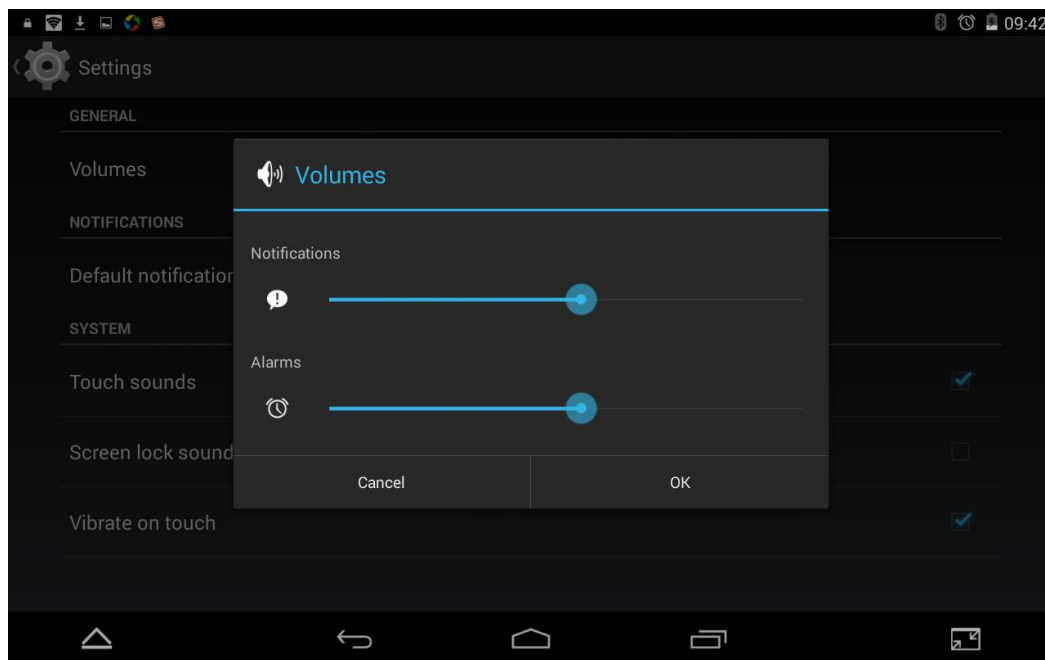 09:42
Settings
GENERAL
Volumes
Volumes
NOTIFICATIONS
Notifications
Default notification
SYSTEM
Alarms
Touch sounds
Screen lock sound
Cancel OK
Vibrate on touch